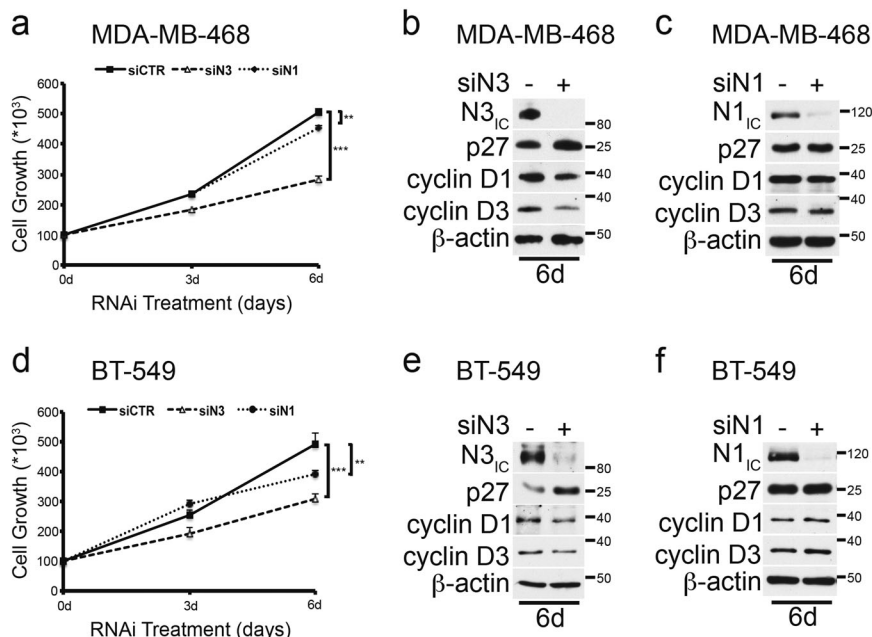 a MDA-MB-468
siCTR siN3 siN1
Cell Growth (*10³)
600
500
400
300
200
100
0
**
***
0d 3d 6d
RNAi Treatment (days)
b MDA-MB-468
siN3 - +
N3IC
80
p27 25
cyclin D1 40
cyclin D3 40
β-actin 50
6d
c MDA-MB-468
siN1 - +
N1IC 120
p27 25
cyclin D1 40
cyclin D3 40
β-actin 50
6d
d BT-549
siCTR siN3 siN1
Cell Growth (*10³)
600
500
400
300
200
100
0
*** **
0d 3d 6d
RNAi Treatment (days)
e BT-549
siN3 - +
N3IC
80
p27 25
cyclin D1 40
cyclin D3 40
β-actin 50
6d
f BT-549
siN1 - +
N1IC 120
p27 25
cyclin D1 40
cyclin D3 40
β-actin 50
6d